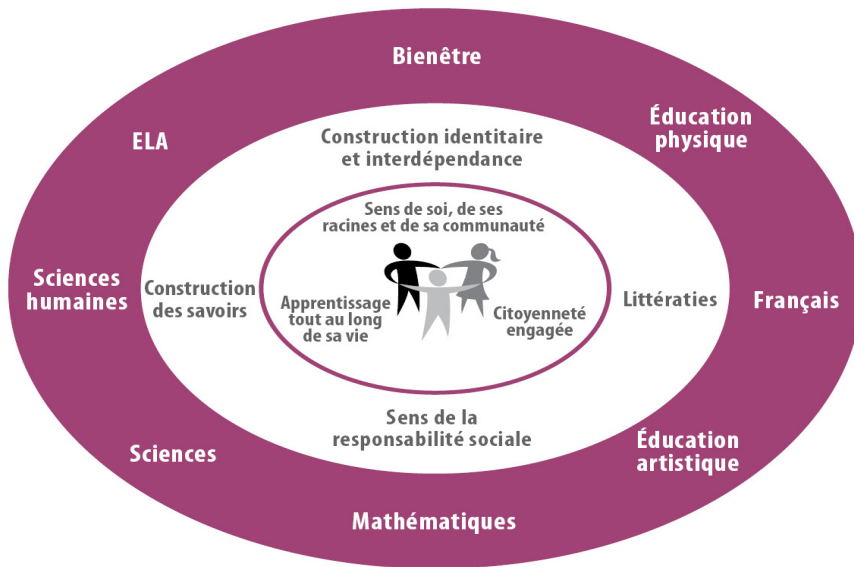 Bienêtre
Éducation
physique
ELA
Construction identitaire
et interdépendance
Sens de soi, de ses
racines et de sa communauté
Sciences
humaines
Construction
des savoirs
Apprentissage
tout au long
de sa vie
Citoyenneté
engagée
Littératies
Français
Sens de la
responsabilité sociale
Sciences
Éducation
artistique
Mathématiques